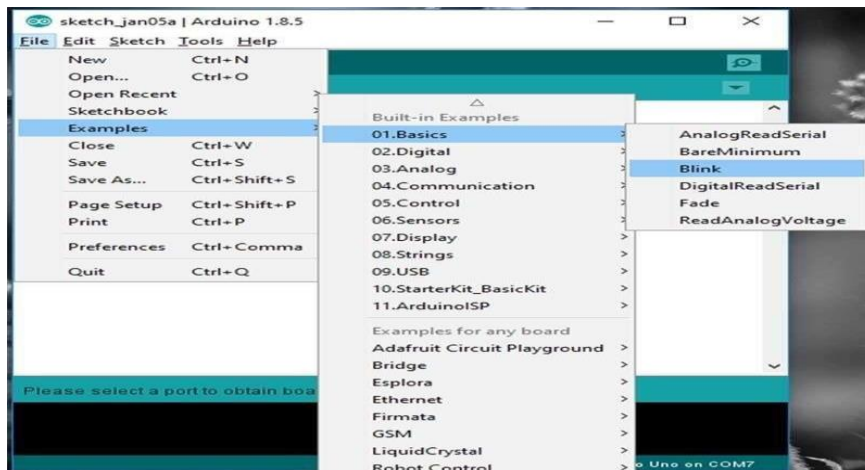 sketch_jan05a | Arduino 1.8.5
File Edit Sketch Tools Help
New Ctrl+N
Open... Ctrl+O
Open Recent >
Sketchbook >
Examples >
Close Ctrl+W
Save Ctrl+S
Save As... Ctrl+Shift+S
Page Setup Ctrl+Shift+P
Print Ctrl+P
Preferences Ctrl+Comma
Quit Ctrl+Q
Built-in Examples
01.Basics >
02.Digital >
03.Analog >
04.Communication >
05.Control >
06.Sensors >
07.Display >
08.Strings >
09.USB >
10.StarterKit_BasicKit >
11.ArduinoISP >
Examples for any board
Adafruit Circuit Playground >
Bridge >
Esplora >
Ethernet >
Firmata >
GSM >
LiquidCrystal >
Robot Control >
AnalogReadSerial
BareMinimum
Blink
DigitalReadSerial
Fade
ReadAnalogVoltage
Please select a port to obtain boa
o Uno on COM7